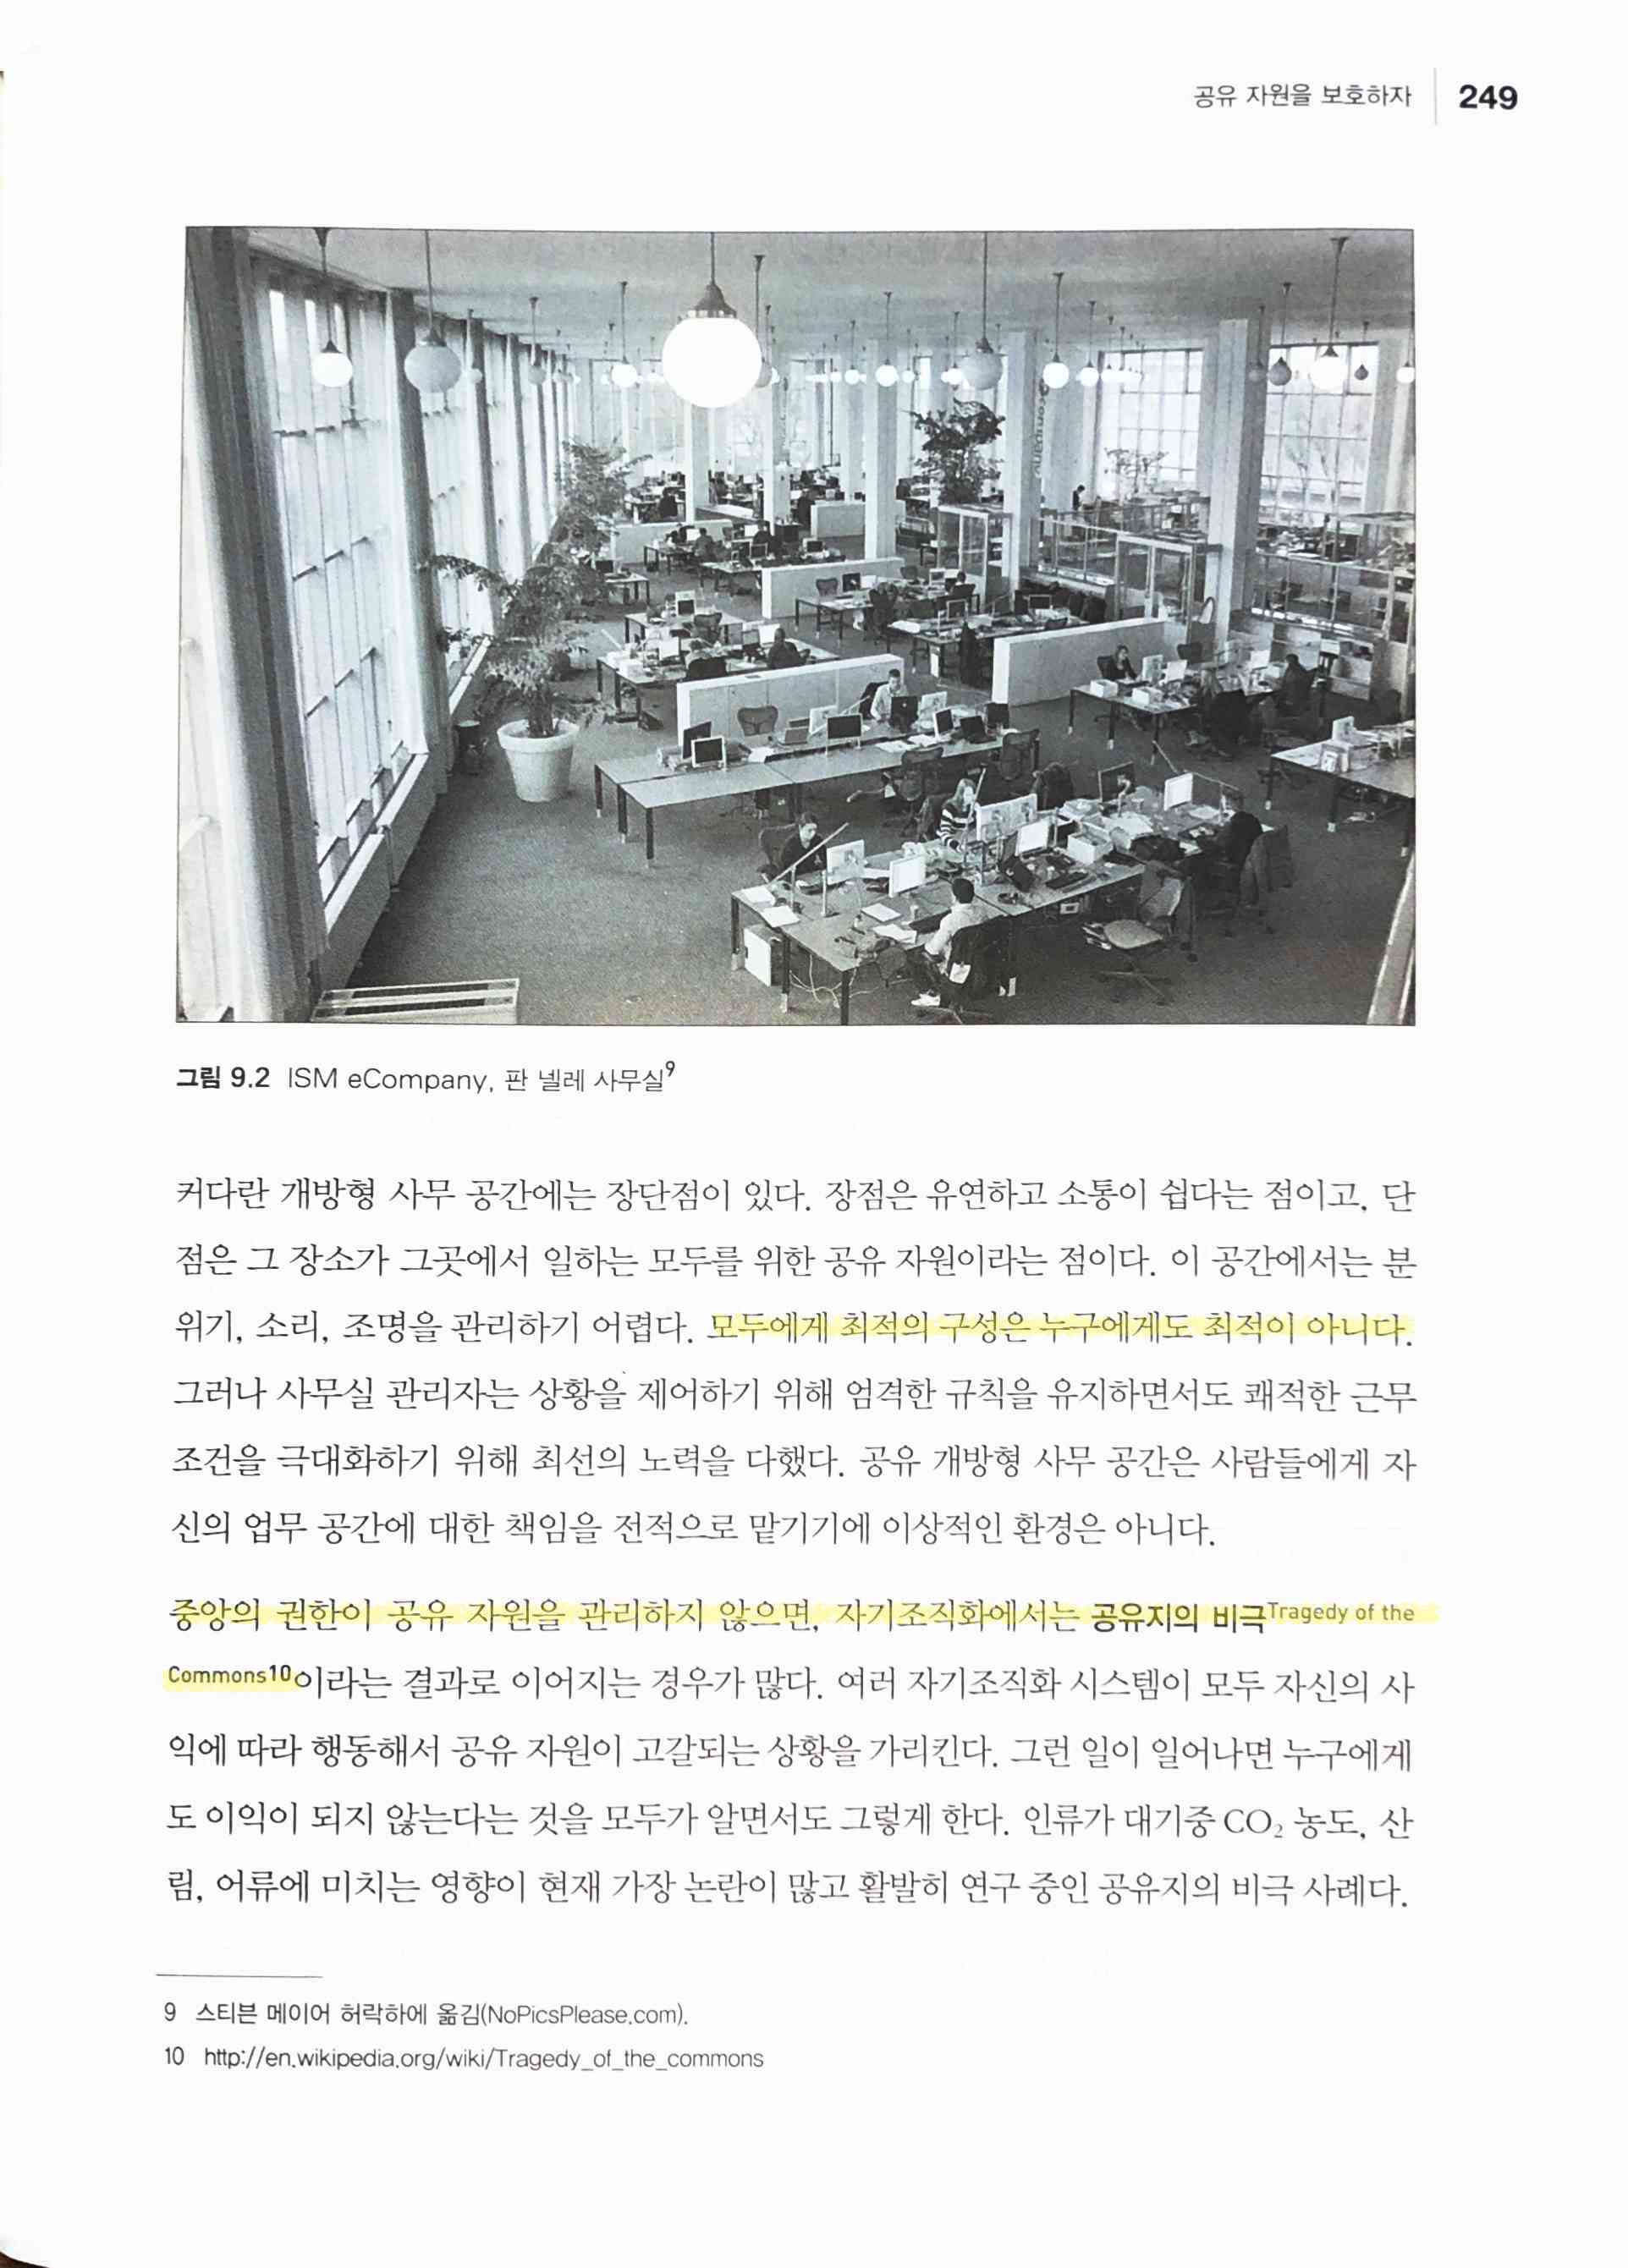 공유 자원을 보호하자 249
그림 9.2 ISM eCompany, 판 넬레 사무실9
커다란 개방형 사무 공간에는 장단점이 있다. 장점은 유연하고 소통이 쉽다는 점이고, 단
점은 그 장소가 그곳에서 일하는 모두를 위한 공유 자원이라는 점이다. 이 공간에서는 분
위기, 소리, 조명을 관리하기 어렵다. 모두에게 최적의 구성은 누구에게도 최적이 아니다.
그러나 사무실 관리자는 상황을 제어하기 위해 엄격한 규칙을 유지하면서도 쾌적한 근무
조건을 극대화하기 위해 최선의 노력을 다했다. 공유 개방형 사무 공간은 사람들에게 자
신의 업무 공간에 대한 책임을 전적으로 맡기기에 이상적인 환경은 아니다.
중앙의 권한이 공유 자원을 관리하지 않으면, 자기조직화에서는 공유지의 비극Tragedy of the
Commons10이라는 결과로 이어지는 경우가 많다. 여러 자기조직화 시스템이 모두 자신의 사
익에 따라 행동해서 공유 자원이 고갈되는 상황을 가리킨다. 그런 일이 일어나면 누구에게
도 이익이 되지 않는다는 것을 모두가 알면서도 그렇게 한다. 인류가 대기중 CO₂ 농도, 산
림, 어류에 미치는 영향이 현재 가장 논란이 많고 활발히 연구 중인 공유지의 비극 사례다.
9 스티븐 메이어 허락하에 옮김(NoPicsPlease.com).
10 http://en.wikipedia.org/wiki/Tragedy_of_the_commons